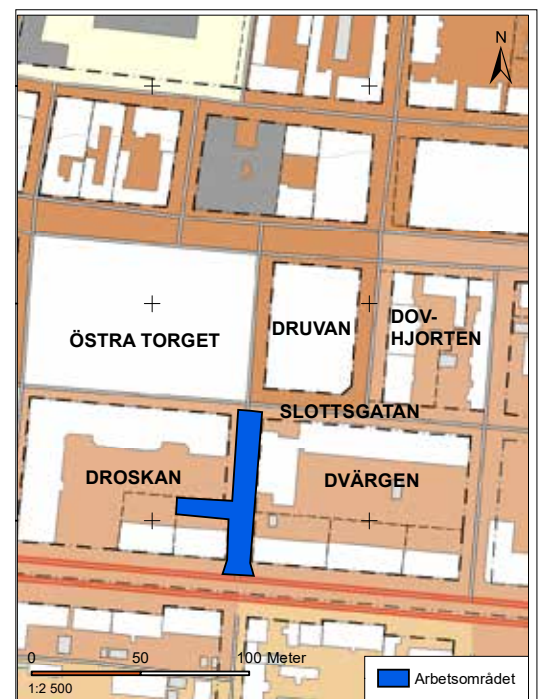 N
ÖSTRA TORGET
DRUVAN
DOV-
HJORTEN
SLOTTSGATAN
DROSKAN
DVÄRGEN
0 50 100 Meter
1:2 500
Arbetsområdet